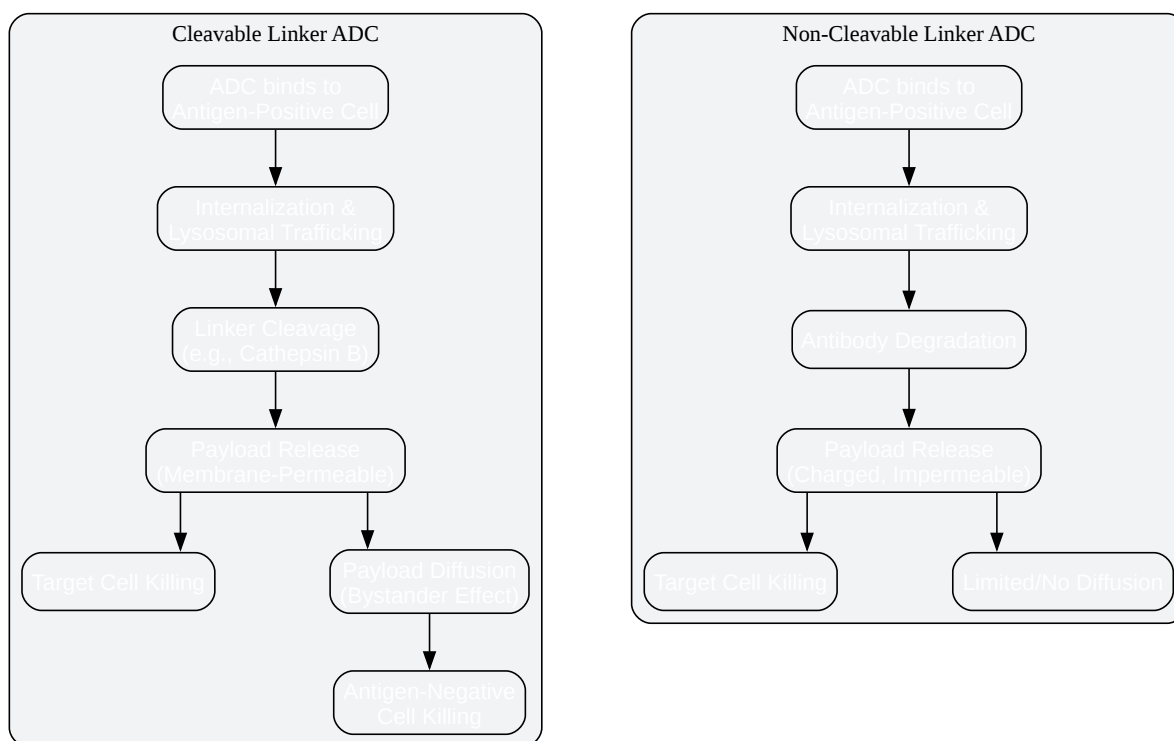 Cleavable Linker ADC
ADC binds to
Antigen-Positive Cell
Internalization &
Lysosomal Trafficking
Linker Cleavage
(e.g., Cathepsin B)
Payload Release
(Membrane-Permeable)
Target Cell Killing
Payload Diffusion
(Bystander Effect)
Antigen-Negative
Cell Killing
Non-Cleavable Linker ADC
ADC binds to
Antigen-Positive Cell
Internalization &
Lysosomal Trafficking
Antibody Degradation
Payload Release
(Charged, Impermeable)
Target Cell Killing
Limited/No Diffusion